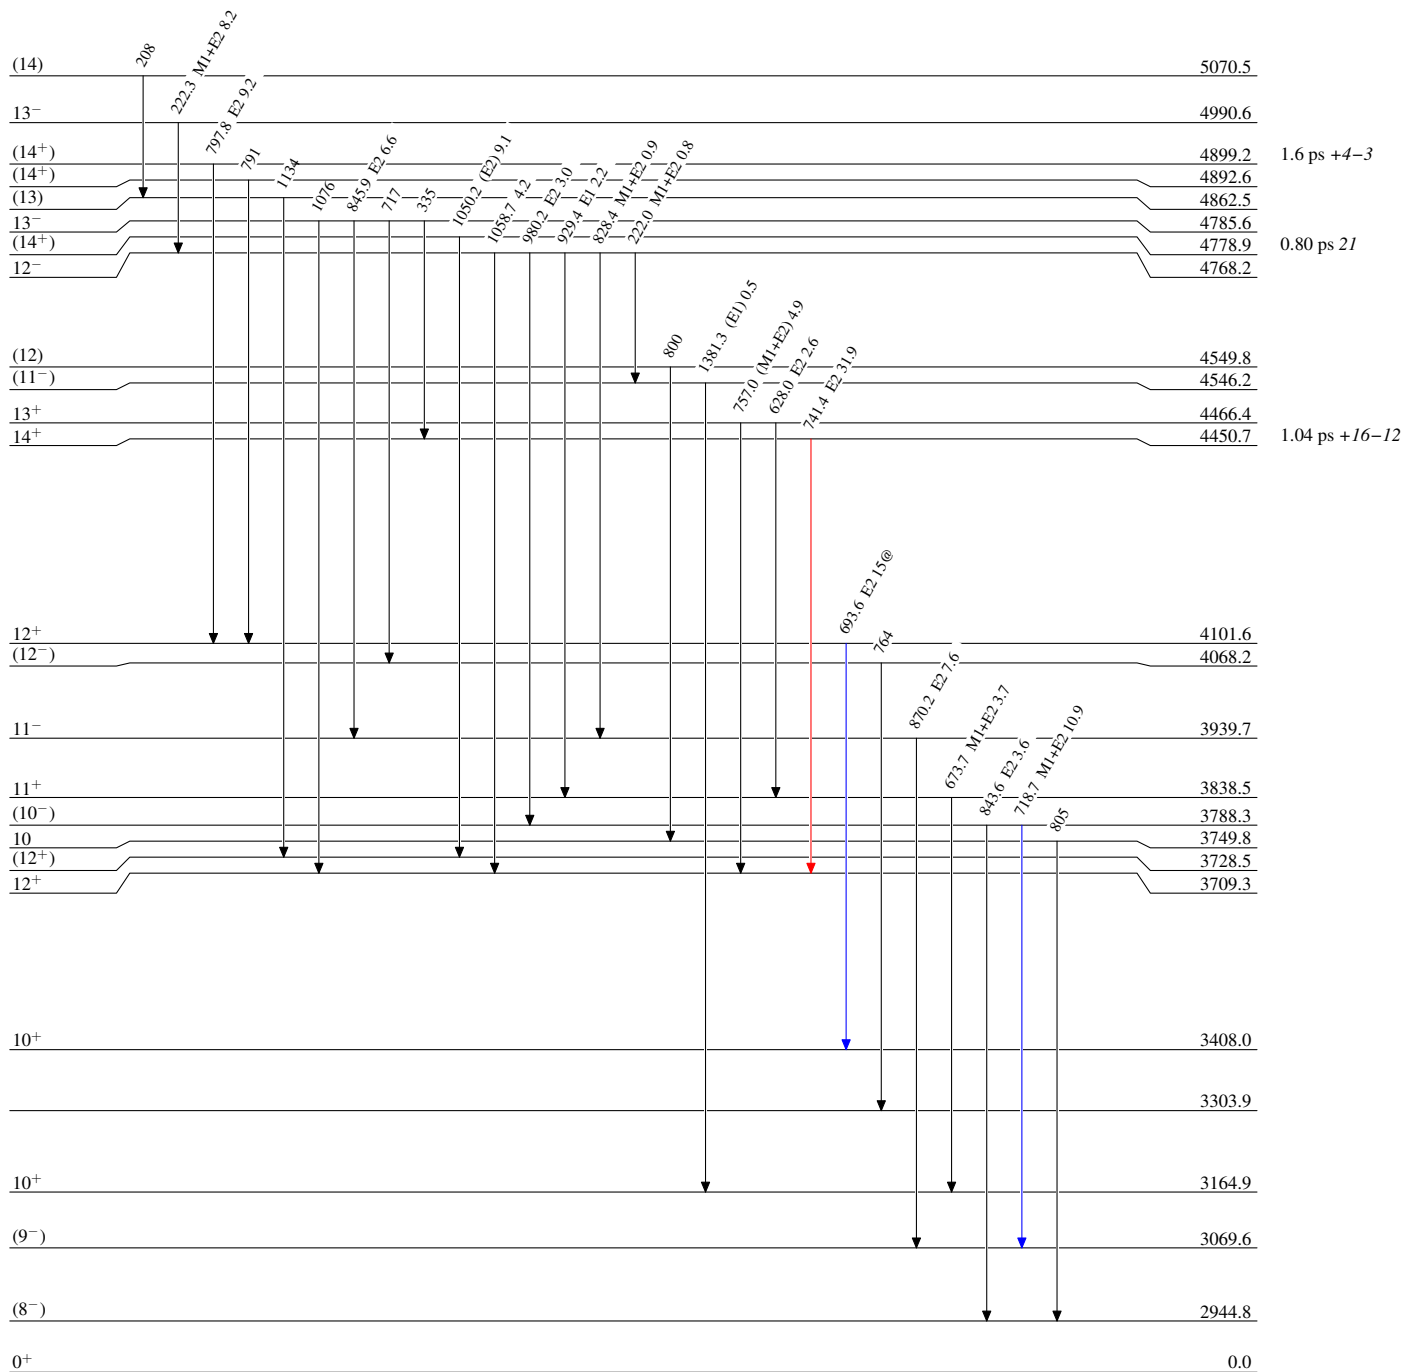 208
222.3 M1+E2 8.2
797.8 E2 9.2
791
1134
1076
845.9 E2 6.6
717
335
1050.2 (E2) 9.1
1058.7 4.2
980.2 E2 3.0
929.4 E1 2.2
828.4 M1+E2 0.9
222.0 M1+E2 0.8
(14) 5070.5
13− 4990.6
(14+) 4899.2 1.6 ps +4−3
(14+) 4892.6
(13) 4862.5
13− 4785.6
(14+) 4778.9 0.80 ps 21
12− 4768.2
800
1381.3 (E1) 0.5
757.0 (M1+E2) 4.9
628.0 E2 2.6
741.4 E2 31.9
(12) 4549.8
(11−) 4546.2
13+ 4466.4
14+ 4450.7 1.04 ps +16−12
693.6 E2 15@
764
12+ 4101.6
(12−) 4068.2
870.2 E2 7.6
673.7 M1+E2 3.7
843.6 E2 3.6
718.7 M1+E2 10.9
805
11− 3939.7
11+ 3838.5
(10−) 3788.3
10 3749.8
(12+) 3728.5
12+ 3709.3
10+ 3408.0
3303.9
10+ 3164.9
(9−) 3069.6
(8−) 2944.8
0+ 0.0